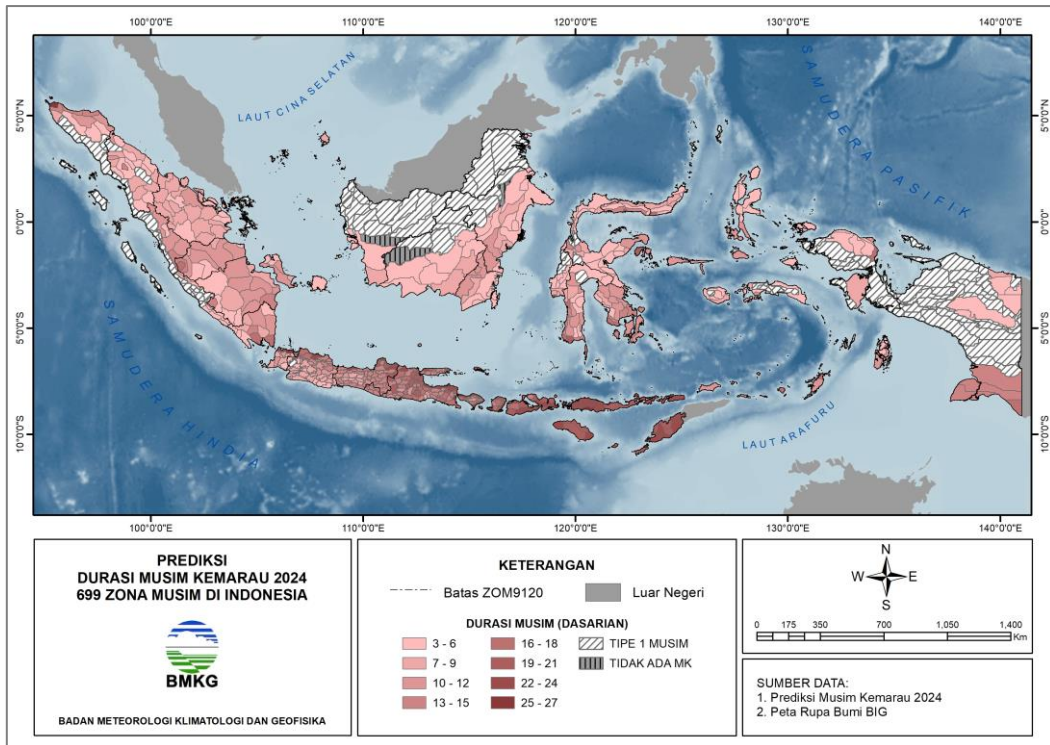 100°0'0"E 110°0'0"E 120°0'0"E 130°0'0"E 140°0'0"E
5°0'0"N 5°0'0"N
0°0'0" 0°0'0"
5°0'0"S 5°0'0"S
10°0'0"S 10°0'0"S
LAUT CINA SELATAN
SAMUDERA PASIFIK
SAMUDERA HINDIA
LAUT ARAFURU
100°0'0"E 110°0'0"E 120°0'0"E 130°0'0"E 140°0'0"E
PREDIKSI
DURASI MUSIM KEMARAU 2024
699 ZONA MUSIM DI INDONESIA
BMKG
BADAN METEOROLOGI KLIMATOLOGI DAN GEOFISIKA
KETERANGAN
Batas ZOM9120 Luar Negeri
DURASI MUSIM (DASARIAN)
3 - 6 16 - 18 TIPE 1 MUSIM
7 - 9 19 - 21 TIDAK ADA MK
10 - 12 22 - 24
13 - 15 25 - 27
N
W E
S
0 175 350 700 1,050 1,400
Km
SUMBER DATA:
1. Prediksi Musim Kemarau 2024
2. Peta Rupa Bumi BIG